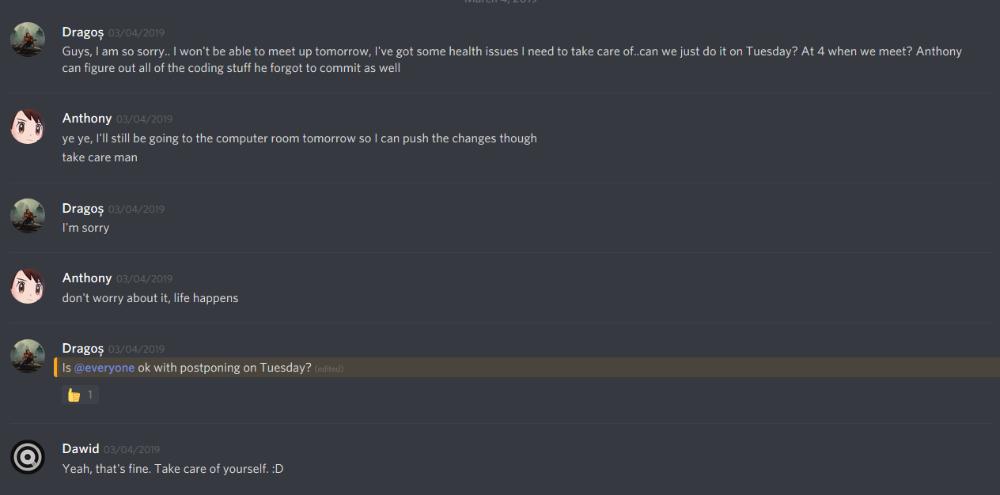 March 4, 2019
Dragoș 03/04/2019
Guys, I am so sorry.. I won't be able to meet up tomorrow, I've got some health issues I need to take care of..can we just do it on Tuesday? At 4 when we meet? Anthony
can figure out all of the coding stuff he forgot to commit as well
Anthony 03/04/2019
ye ye, I'll still be going to the computer room tomorrow so I can push the changes though
take care man
Dragoș 03/04/2019
I'm sorry
Anthony 03/04/2019
don't worry about it, life happens
Dragoș 03/04/2019
Is @everyone ok with postponing on Tuesday? (edited)
1
Dawid 03/04/2019
Yeah, that's fine. Take care of yourself. :D